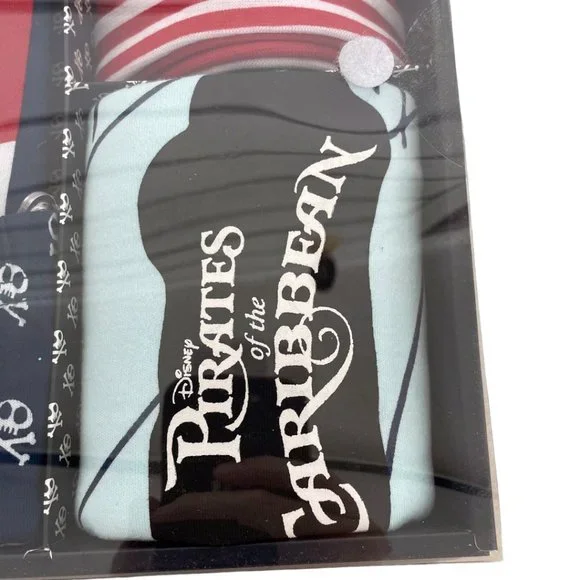 DISNEY
PIRATES
of the
CARIBBEAN